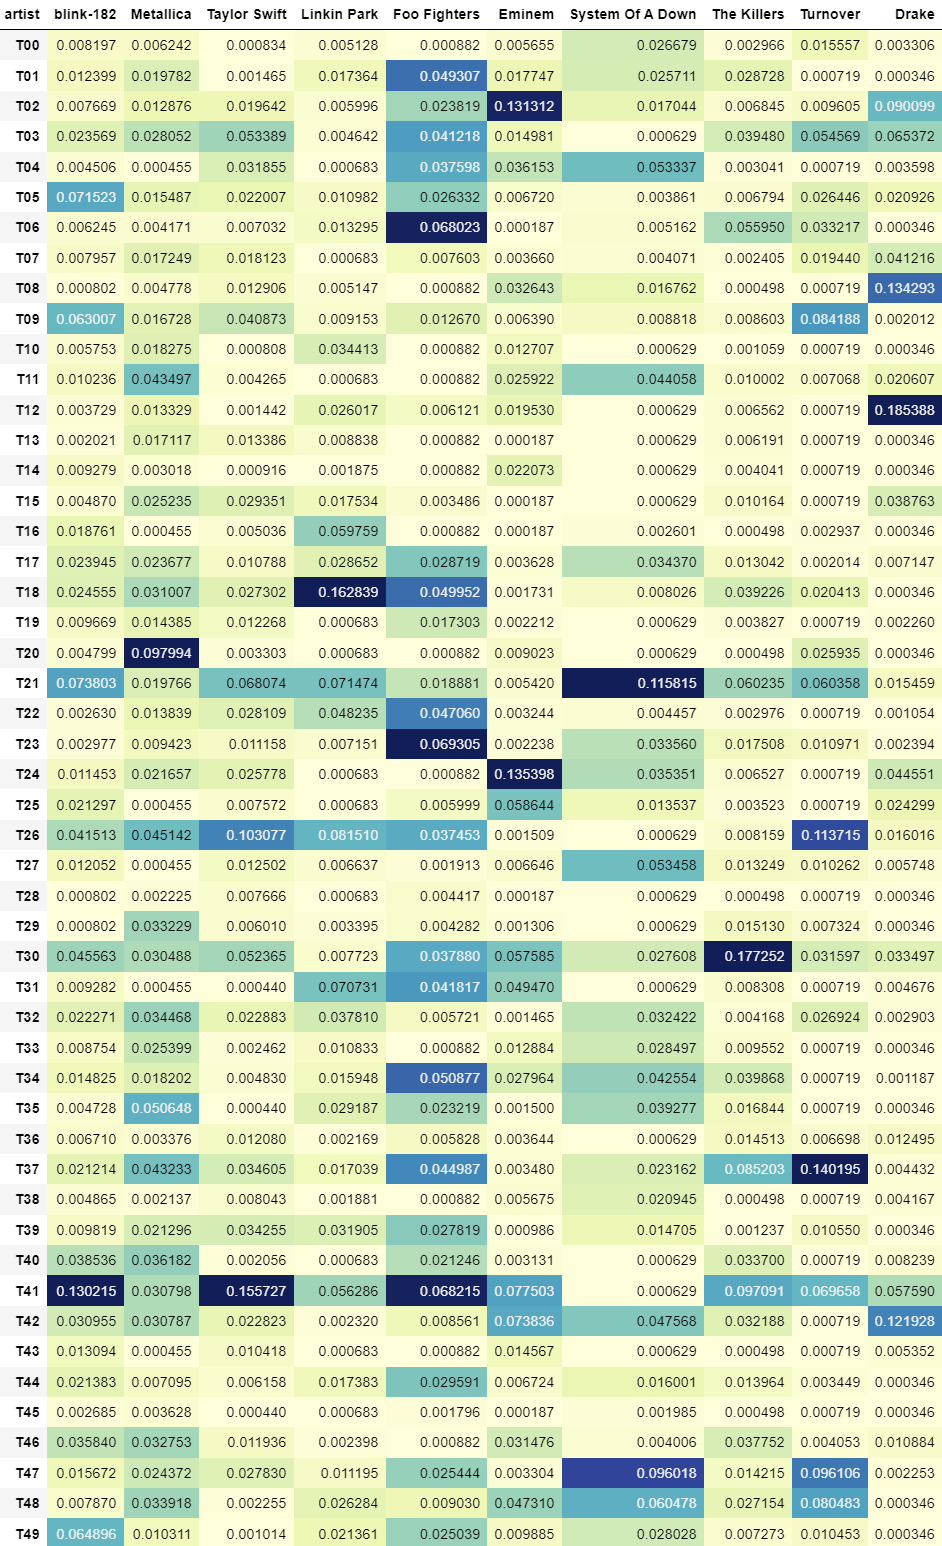 artist blink-182 Metallica Taylor Swift Linkin Park Foo Fighters Eminem System Of A Down The Killers Turnover Drake
T00 0.008197 0.006242 0.000834 0.005128 0.000882 0.005655 0.026679 0.002966 0.015557 0.003306
T01 0.012399 0.019782 0.001465 0.017364 0.049307 0.017747 0.025711 0.028728 0.000719 0.000346
T02 0.007669 0.012876 0.019642 0.005996 0.023819 0.131312 0.017044 0.006845 0.009605 0.090099
T03 0.023569 0.028052 0.053389 0.004642 0.041218 0.014981 0.000629 0.039480 0.054569 0.065372
T04 0.004506 0.000455 0.031855 0.000683 0.037598 0.036153 0.053337 0.003041 0.000719 0.003598
T05 0.071523 0.015487 0.022007 0.010982 0.026332 0.006720 0.003861 0.006794 0.026446 0.020926
T06 0.006245 0.004171 0.007032 0.013295 0.068023 0.000187 0.005162 0.055950 0.033217 0.000346
T07 0.007957 0.017249 0.018123 0.000683 0.007603 0.003660 0.004071 0.002405 0.019440 0.041216
T08 0.000802 0.004778 0.012906 0.005147 0.000882 0.032643 0.016762 0.000498 0.000719 0.134293
T09 0.063007 0.016728 0.040873 0.009153 0.012670 0.006390 0.008818 0.008603 0.084188 0.002012
T10 0.005753 0.018275 0.000808 0.034413 0.000882 0.012707 0.000629 0.001059 0.000719 0.000346
T11 0.010236 0.043497 0.004265 0.000683 0.000882 0.025922 0.044058 0.010002 0.007068 0.020607
T12 0.003729 0.013329 0.001442 0.026017 0.006121 0.019530 0.000629 0.006562 0.000719 0.185388
T13 0.002021 0.017117 0.013386 0.008838 0.000882 0.000187 0.000629 0.006191 0.000719 0.000346
T14 0.009279 0.003018 0.000916 0.001875 0.000882 0.022073 0.000629 0.004041 0.000719 0.000346
T15 0.004870 0.025235 0.029351 0.017534 0.003486 0.000187 0.000629 0.010164 0.000719 0.038763
T16 0.018761 0.000455 0.005036 0.059759 0.000882 0.000187 0.002601 0.000498 0.002937 0.000346
T17 0.023945 0.023677 0.010788 0.028652 0.028719 0.003628 0.034370 0.013042 0.002014 0.007147
T18 0.024555 0.031007 0.027302 0.162839 0.049952 0.001731 0.008026 0.039226 0.020413 0.000346
T19 0.009669 0.014385 0.012268 0.000683 0.017303 0.002212 0.000629 0.003827 0.000719 0.002260
T20 0.004799 0.097994 0.003303 0.000683 0.000882 0.009023 0.000629 0.000498 0.025935 0.000346
T21 0.073803 0.019766 0.068074 0.071474 0.018881 0.005420 0.115815 0.060235 0.060358 0.015459
T22 0.002630 0.013839 0.028109 0.048235 0.047060 0.003244 0.004457 0.002976 0.000719 0.001054
T23 0.002977 0.009423 0.011158 0.007151 0.069305 0.002238 0.033560 0.017508 0.010971 0.002394
T24 0.011453 0.021657 0.025778 0.000683 0.000882 0.135398 0.035351 0.006527 0.000719 0.044551
T25 0.021297 0.000455 0.007572 0.000683 0.005999 0.058644 0.013537 0.003523 0.000719 0.024299
T26 0.041513 0.045142 0.103077 0.081510 0.037453 0.001509 0.000629 0.008159 0.113715 0.016016
T27 0.012052 0.000455 0.012502 0.006637 0.001913 0.006646 0.053458 0.013249 0.010262 0.005748
T28 0.000802 0.002225 0.007666 0.000683 0.004417 0.000187 0.000629 0.000498 0.000719 0.000346
T29 0.000802 0.033229 0.006010 0.003395 0.004282 0.001306 0.000629 0.015130 0.007324 0.000346
T30 0.045563 0.030488 0.052365 0.007723 0.037880 0.057585 0.027608 0.177252 0.031597 0.033497
T31 0.009282 0.000455 0.000440 0.070731 0.041817 0.049470 0.000629 0.008308 0.000719 0.004676
T32 0.022271 0.034468 0.022883 0.037810 0.005721 0.001465 0.032422 0.004168 0.026924 0.002903
T33 0.008754 0.025399 0.002462 0.010833 0.000882 0.012884 0.028497 0.009552 0.000719 0.000346
T34 0.014825 0.018202 0.004830 0.015948 0.050877 0.027964 0.042554 0.039868 0.000719 0.001187
T35 0.004728 0.050648 0.000440 0.029187 0.023219 0.001500 0.039277 0.016844 0.000719 0.000346
T36 0.006710 0.003376 0.012080 0.002169 0.005828 0.003644 0.000629 0.014513 0.006698 0.012495
T37 0.021214 0.043233 0.034605 0.017039 0.044987 0.003480 0.023162 0.085203 0.140195 0.004432
T38 0.004865 0.002137 0.008043 0.001881 0.000882 0.005675 0.020945 0.000498 0.000719 0.004167
T39 0.009819 0.021296 0.034255 0.031905 0.027819 0.000986 0.014705 0.001237 0.010550 0.000346
T40 0.038536 0.036182 0.002056 0.000683 0.021246 0.003131 0.000629 0.033700 0.000719 0.008239
T41 0.130215 0.030798 0.155727 0.056286 0.068215 0.077503 0.000629 0.097091 0.069658 0.057590
T42 0.030955 0.030787 0.022823 0.002320 0.008561 0.073836 0.047568 0.032188 0.000719 0.121928
T43 0.013094 0.000455 0.010418 0.000683 0.000882 0.014567 0.000629 0.000498 0.000719 0.005352
T44 0.021383 0.007095 0.006158 0.017383 0.029591 0.006724 0.016001 0.013964 0.003449 0.000346
T45 0.002685 0.003628 0.000440 0.000683 0.001796 0.000187 0.001985 0.000498 0.000719 0.000346
T46 0.035840 0.032753 0.011936 0.002398 0.000882 0.031476 0.004006 0.037752 0.004053 0.010884
T47 0.015672 0.024372 0.027830 0.011195 0.025444 0.003304 0.096018 0.014215 0.096106 0.002253
T48 0.007870 0.033918 0.002255 0.026284 0.009030 0.047310 0.060478 0.027154 0.080483 0.000346
T49 0.064896 0.010311 0.001014 0.021361 0.025039 0.009885 0.028028 0.007273 0.010453 0.000346